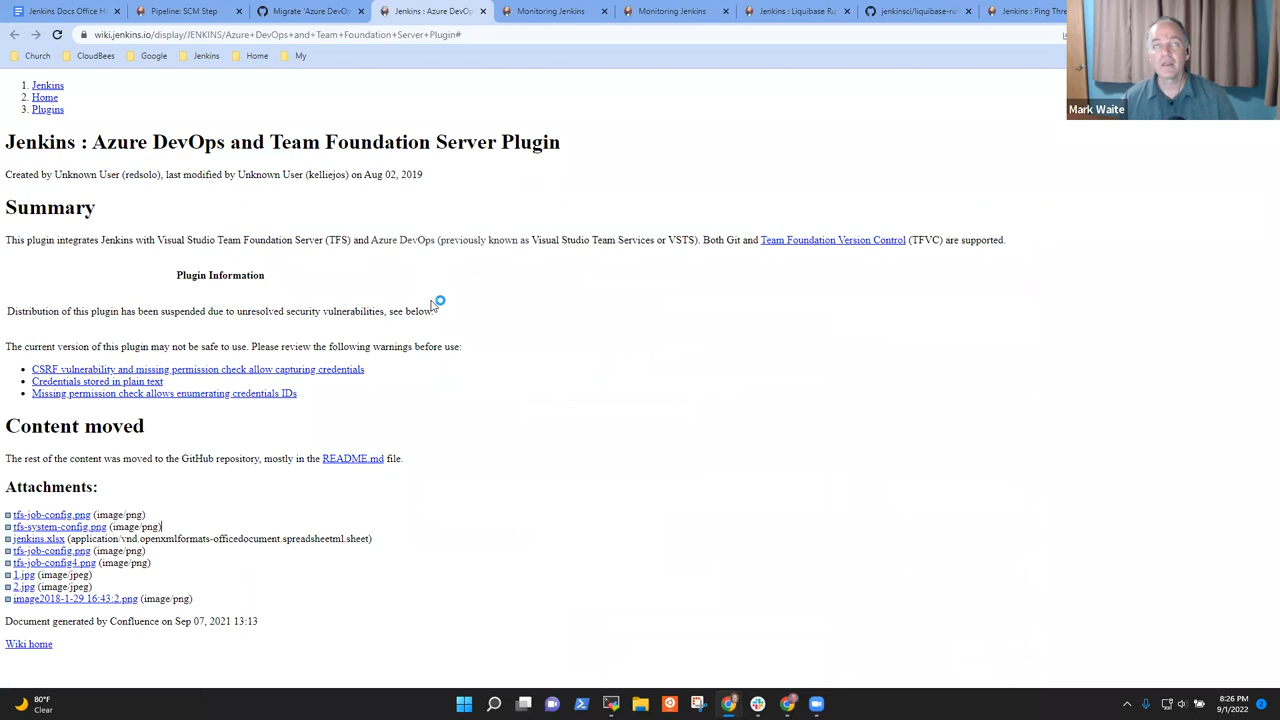 Jenkins Docs Office H
Pipeline: SCM Step
Migrate 'Azure DevOps
Jenkins : Azure DevOp
Monitoring Jenkins
Monitoring Jenkins
Jenkins : Liquibase Ru
jenkinsci/liquibase-ru
Jenkins : Ping Thre
wiki.jenkins.io/display/JENKINS/Azure+DevOps+and+Team+Foundation+Server+Plugin#
Church
CloudBees
Google
Jenkins
Home
My
Mark Waite
1. Jenkins
2. Home
3. Plugins
Jenkins : Azure DevOps and Team Foundation Server Plugin
Created by Unknown User (redsolo), last modified by Unknown User (kelliejos) on Aug 02, 2019
Summary
This plugin integrates Jenkins with Visual Studio Team Foundation Server (TFS) and Azure DevOps (previously known as Visual Studio Team Services or VSTS). Both Git and Team Foundation Version Control (TFVC) are supported.
Plugin Information
Distribution of this plugin has been suspended due to unresolved security vulnerabilities, see below.
The current version of this plugin may not be safe to use. Please review the following warnings before use:
CSRF vulnerability and missing permission check allow capturing credentials
Credentials stored in plain text
Missing permission check allows enumerating credentials IDs
Content moved
The rest of the content was moved to the GitHub repository, mostly in the README.md file.
Attachments:
tfs-job-config.png (image/png)
tfs-system-config.png (image/png)
jenkins.xlsx (application/vnd.openxmlformats-officedocument.spreadsheetml.sheet)
tfs-job-config.png (image/png)
tfs-job-config4.png (image/png)
1.jpg (image/jpeg)
2.jpg (image/jpeg)
image2018-1-29 16:43:2.png (image/png)
Document generated by Confluence on Sep 07, 2021 13:13
Wiki home
80°F
Clear
8:26 PM
9/1/2022
2